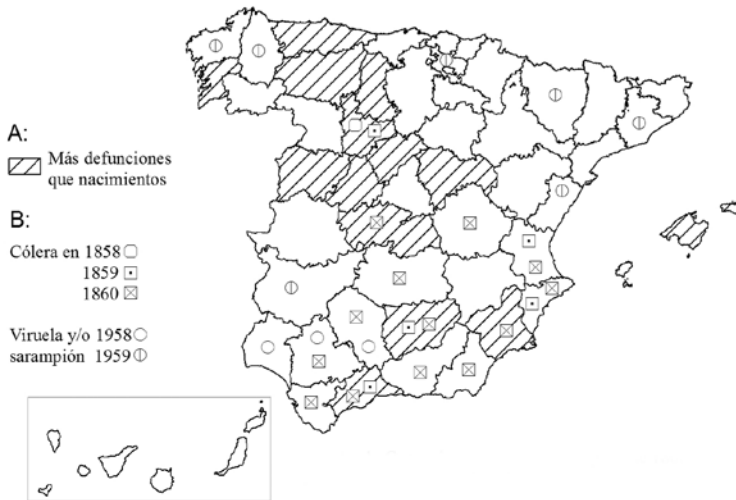 A:
Más defunciones
que nacimientos
B:
Cólera en 1858
1859
1860
Viruela y/o 1958
sarampión 1959